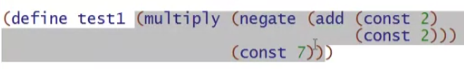 (define test1 (multiply (negate (add (const 2)
(const 2)))
(const 7)))